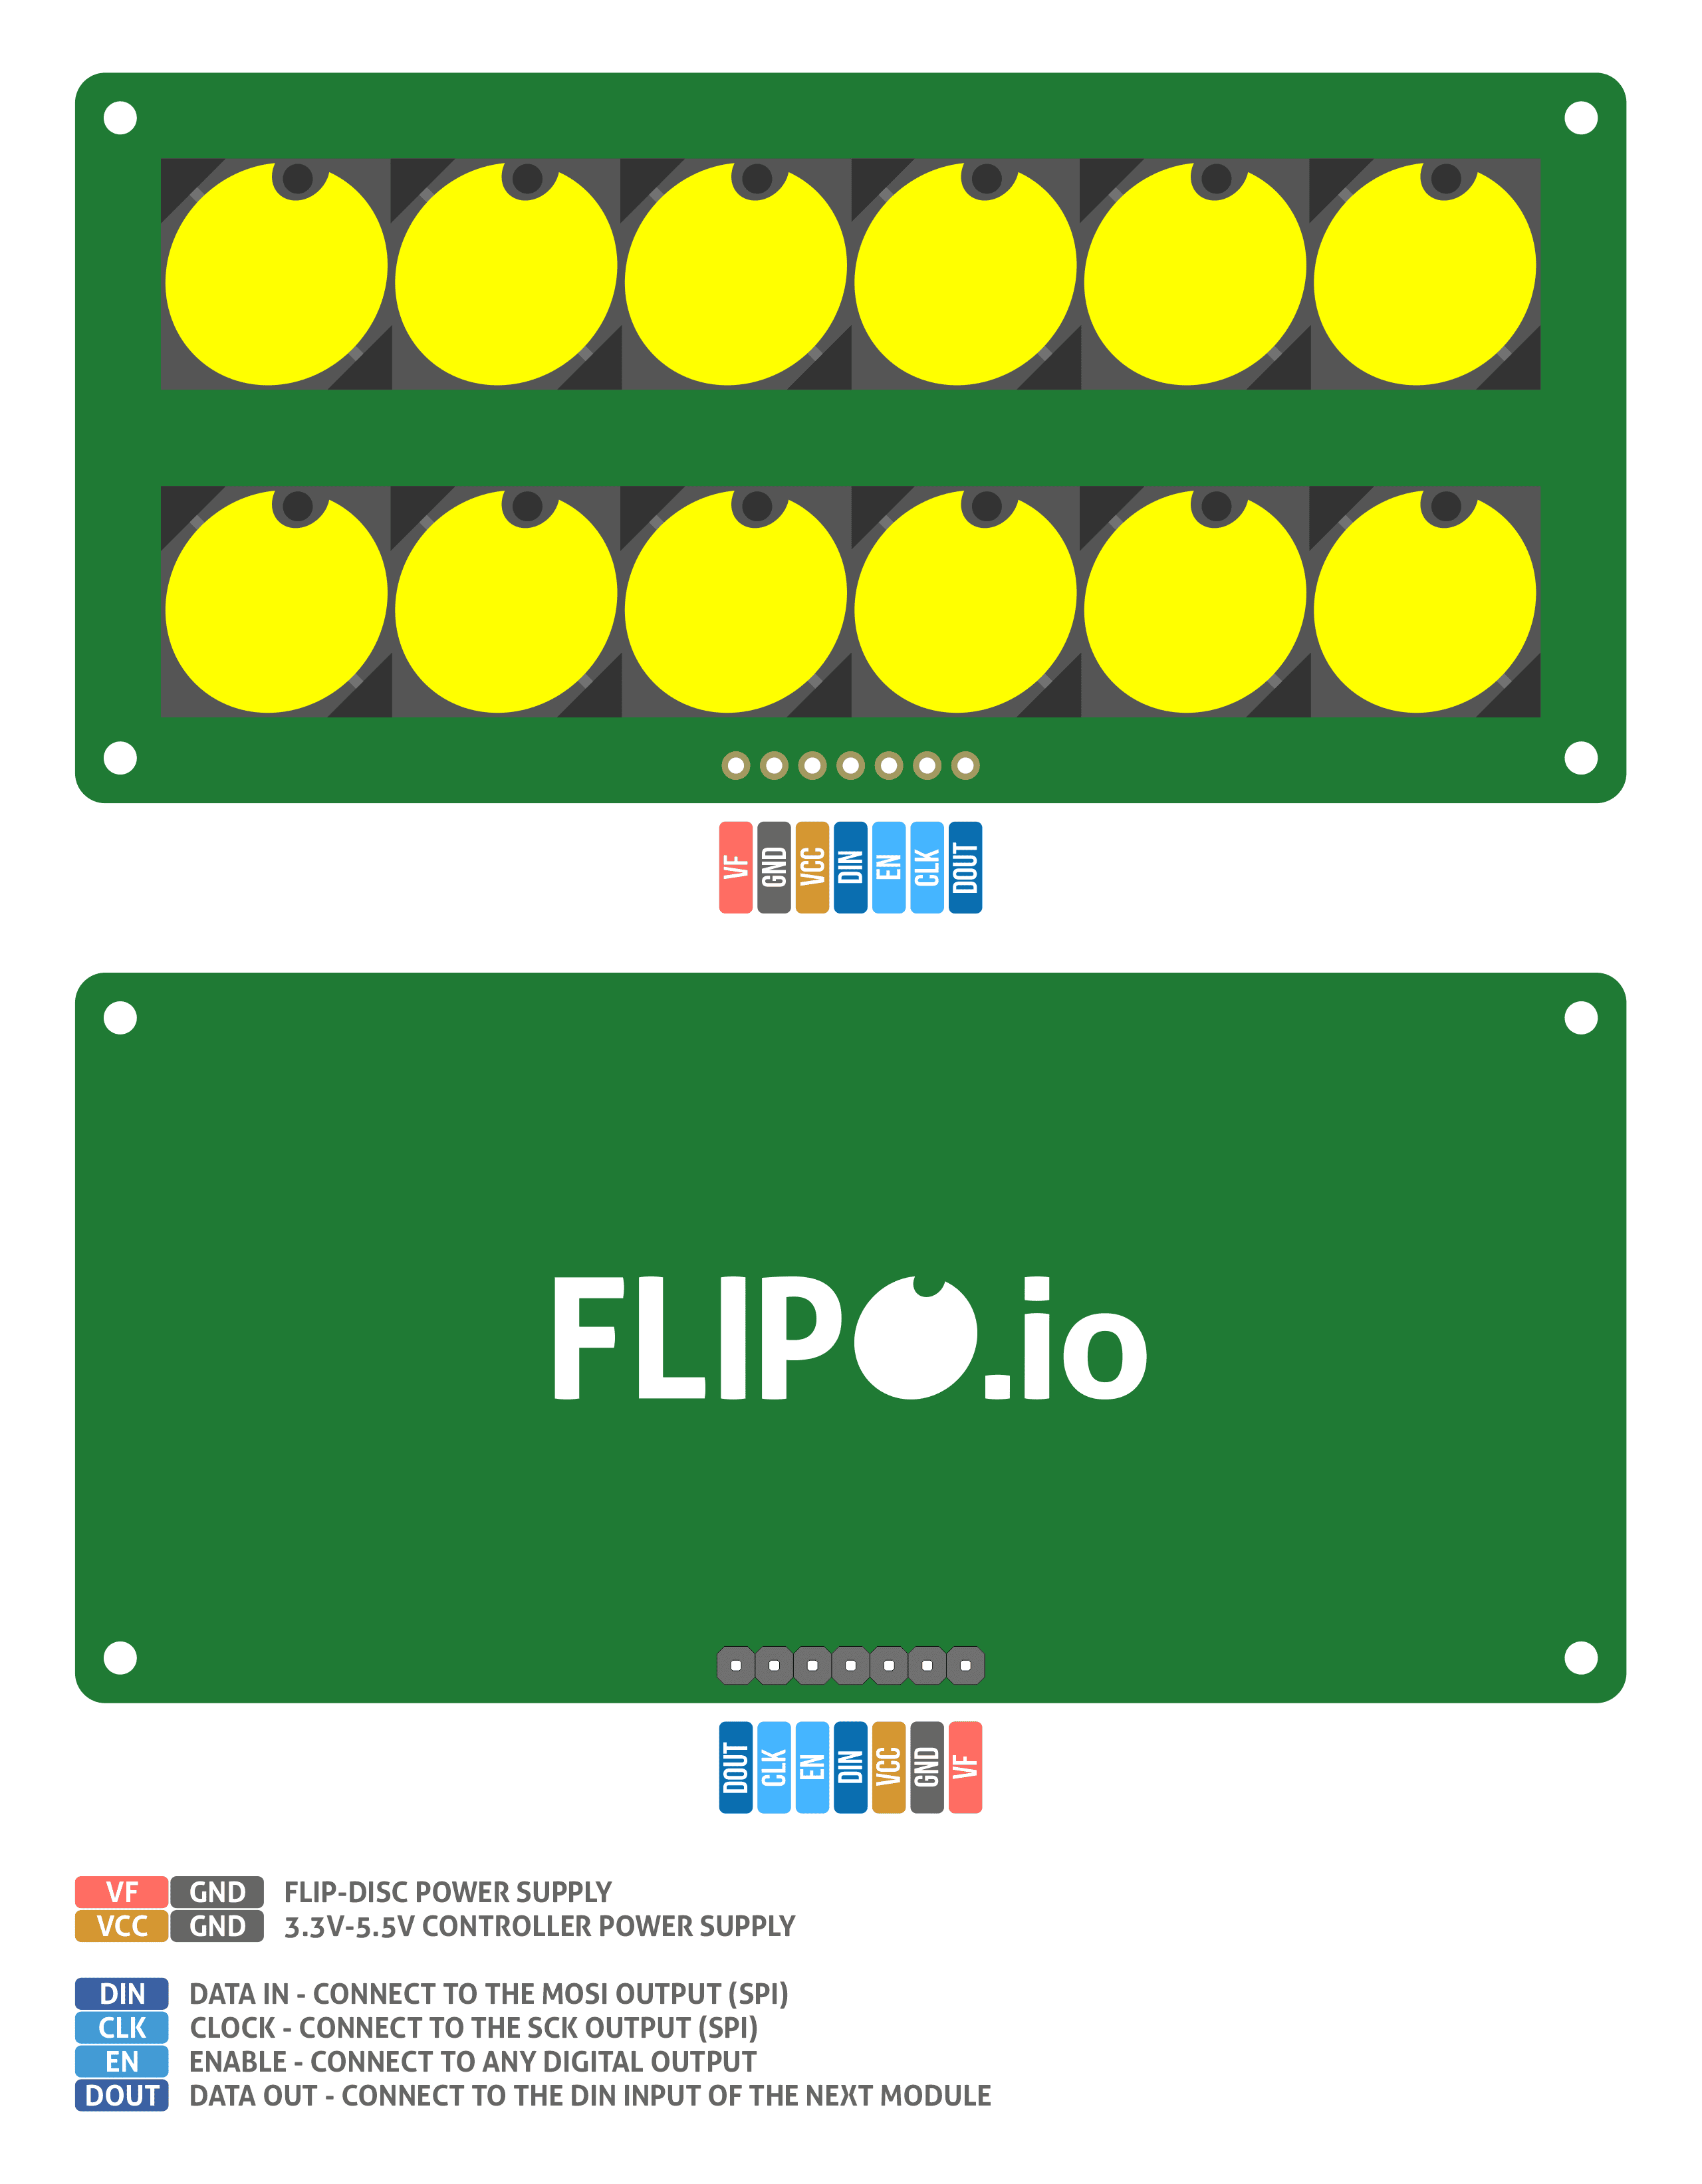 VF GND VCC DIN EN CLK DOUT
FLIPO.io
DOUT CLK EN DIN VCC GND VF
VF GND FLIP-DISC POWER SUPPLY
VCC GND 3.3V-5.5V CONTROLLER POWER SUPPLY
DIN DATA IN - CONNECT TO THE MOSI OUTPUT (SPI)
CLK CLOCK - CONNECT TO THE SCK OUTPUT (SPI)
EN ENABLE - CONNECT TO ANY DIGITAL OUTPUT
DOUT DATA OUT - CONNECT TO THE DIN INPUT OF THE NEXT MODULE